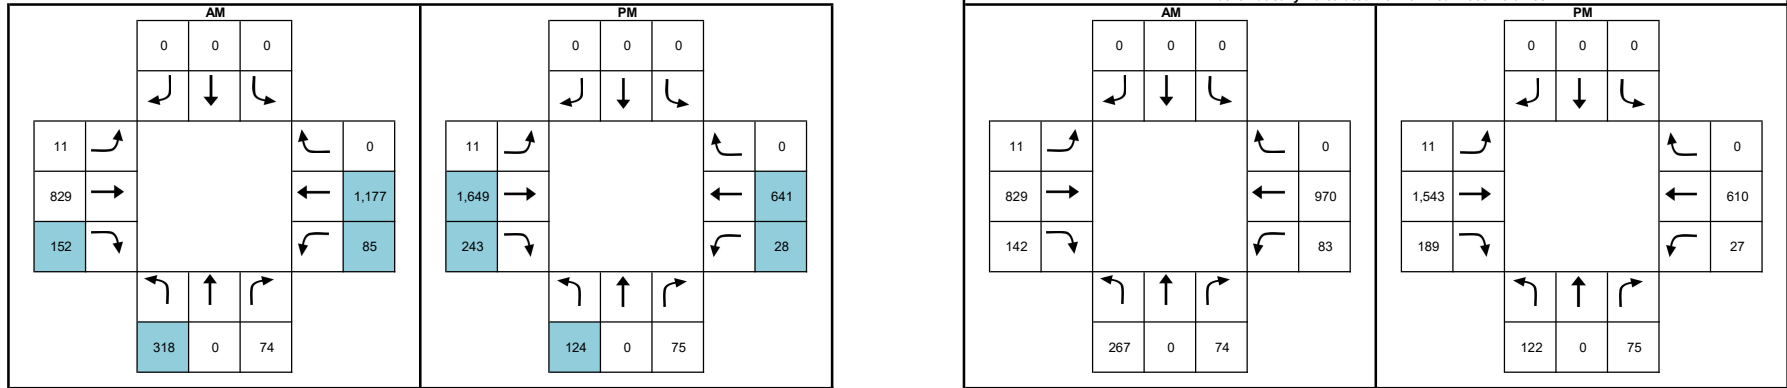 AM PM AM PM
0 0 0 0 0 0 0 0 0 0 0 0
11 0 11 0 11 0 11 0
829 1,177 1,649 641 829 970 1,543 610
152 85 243 28 142 83 189 27
318 0 74 124 0 75 267 0 74 122 0 75